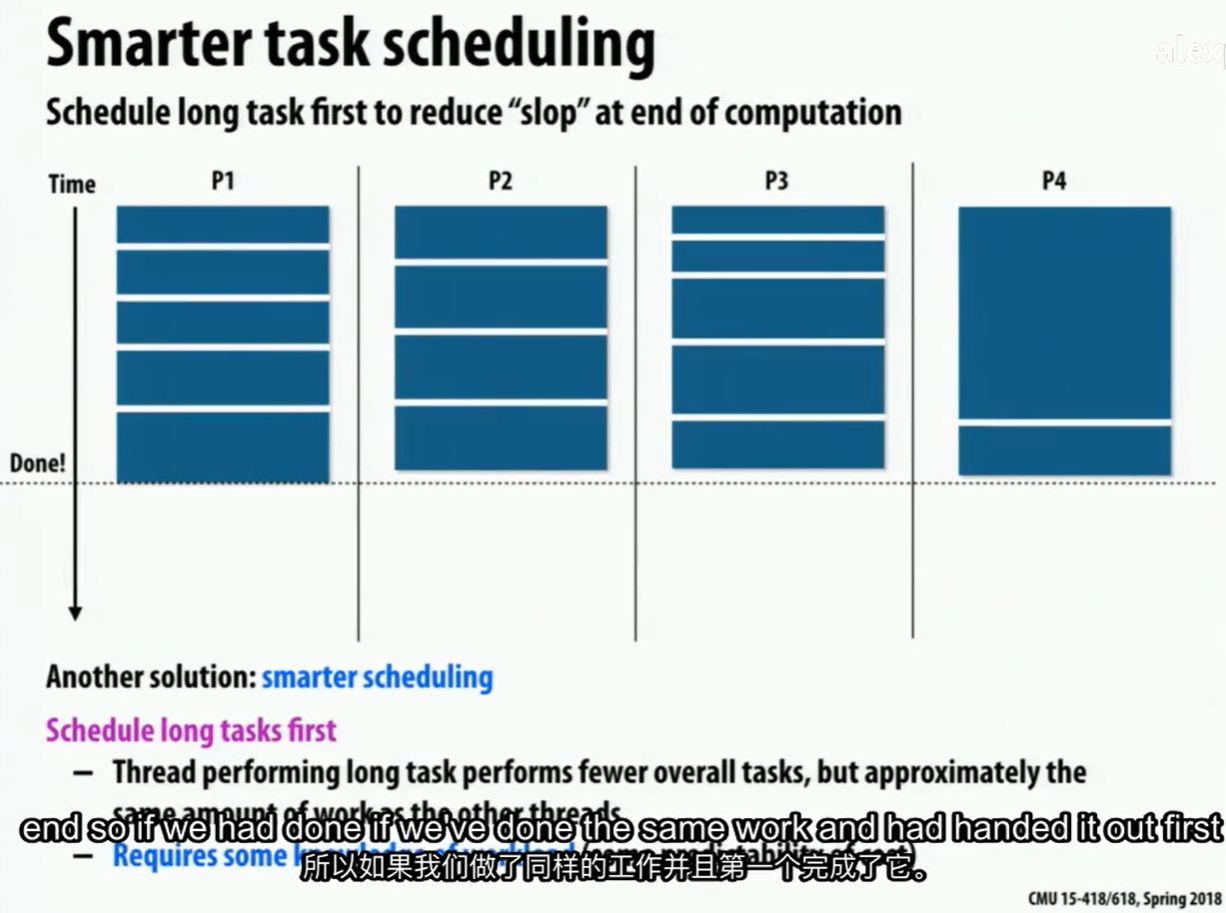 Smarter task scheduling
Schedule long task first to reduce “slop” at end of computation
Time
P1
P2
P3
P4
Done!
Another solution: smarter scheduling
Schedule long tasks first
– Thread performing long task performs fewer overall tasks, but approximately the
same amount of work as the other threads
end so if we had done if we've done the same work and had handed it out first
– Requires some knowledge of workload (some predictability of cost)
所以如果我们做了同样的工作并且第一个完成了它。
CMU 15-418/618, Spring 2018